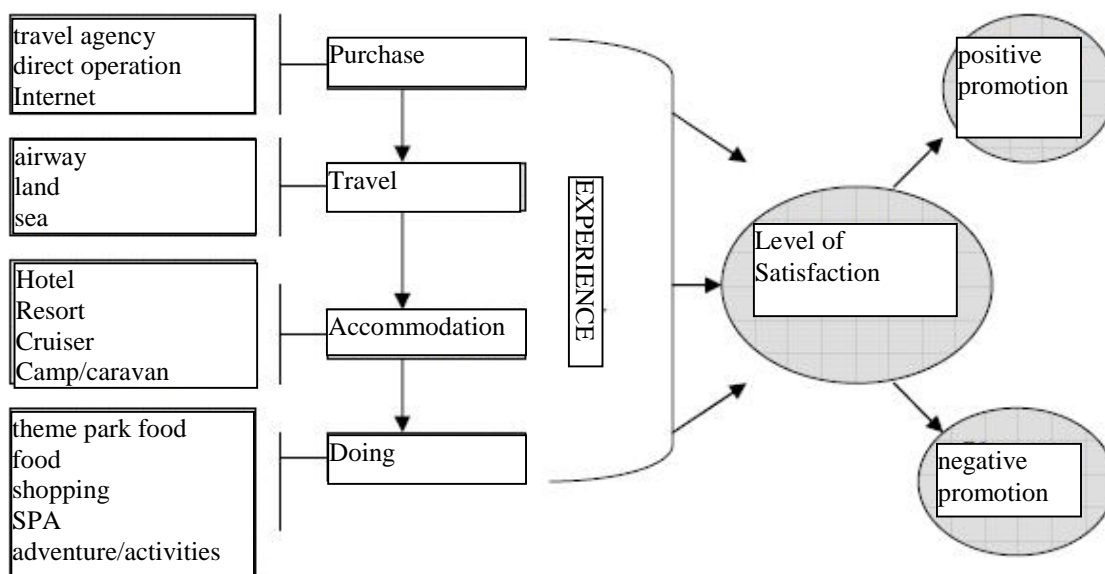 travel agency
direct operation
Internet
Purchase
airway
land
sea
Travel
Hotel
Resort
Cruiser
Camp/caravan
Accommodation
theme park food
food
shopping
SPA
adventure/activities
Doing
EXPERIENCE
Level of
Satisfaction
positive
promotion
negative
promotion